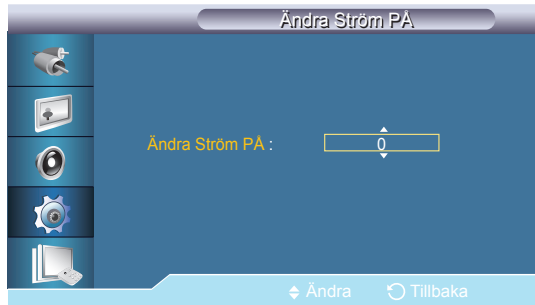 Ändra Ström PÅ
Ändra Ström PÅ : 0
Ändra Tillbaka